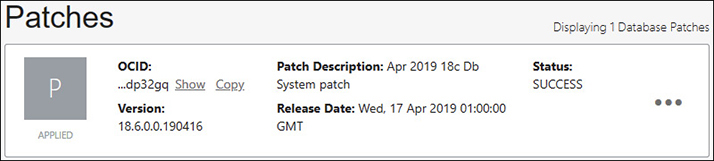 Patches
Displaying 1 Database Patches
P
APPLIED
OCID:
...dp32gq Show Copy
Version:
18.6.0.0.190416
Patch Description: Apr 2019 18c Db
System patch
Release Date: Wed, 17 Apr 2019 01:00:00
GMT
Status:
SUCCESS